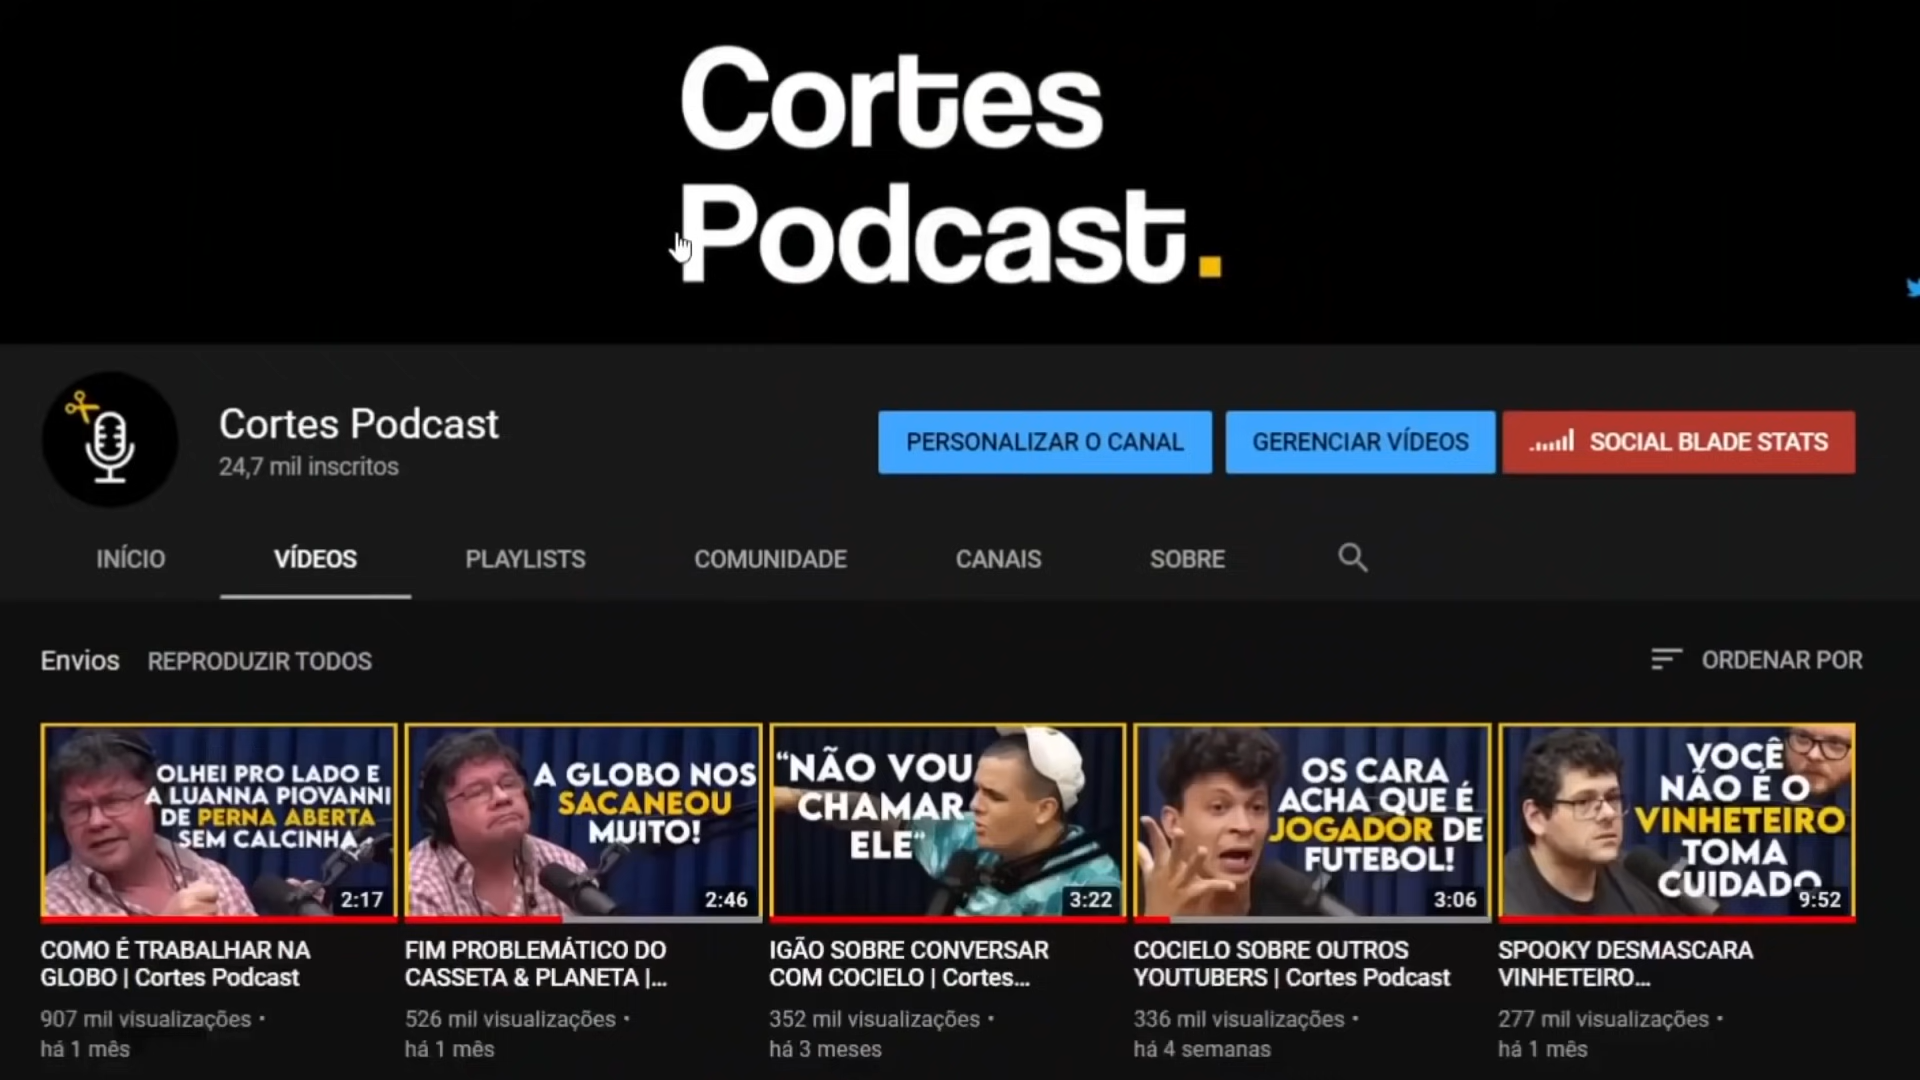 Cortes
Podcast.
Cortes Podcast
24,7 mil inscritos
PERSONALIZAR O CANAL
GERENCIAR VÍDEOS
SOCIAL BLADE STATS
INÍCIO
VÍDEOS
PLAYLISTS
COMUNIDADE
CANAIS
SOBRE
Envios
REPRODUZIR TODOS
ORDENAR POR
OLHEI PRO LADO E
A LUANNA PIOVANNI
DE PERNA ABERTA
SEM CALCINHA
2:17
A GLOBO NOS
SACANEOU
MUITO!
2:46
“NÃO VOU
CHAMAR
ELE“
3:22
OS CARA
ACHA QUE É
JOGADOR DE
FUTEBOL!
3:06
VOCÊ
NÃO É O
VINHETEIRO
TOMA
CUIDADO
9:52
COMO É TRABALHAR NA
GLOBO | Cortes Podcast
907 mil visualizações •
há 1 mês
FIM PROBLEMÁTICO DO
CASSETA & PLANETA |...
526 mil visualizações •
há 1 mês
IGÃO SOBRE CONVERSAR
COM COCIELO | Cortes...
352 mil visualizações •
há 3 meses
COCIELO SOBRE OUTROS
YOUTUBERS | Cortes Podcast
336 mil visualizações •
há 4 semanas
SPOOKY DESMASCARA
VINHETEIRO...
277 mil visualizações •
há 1 mês